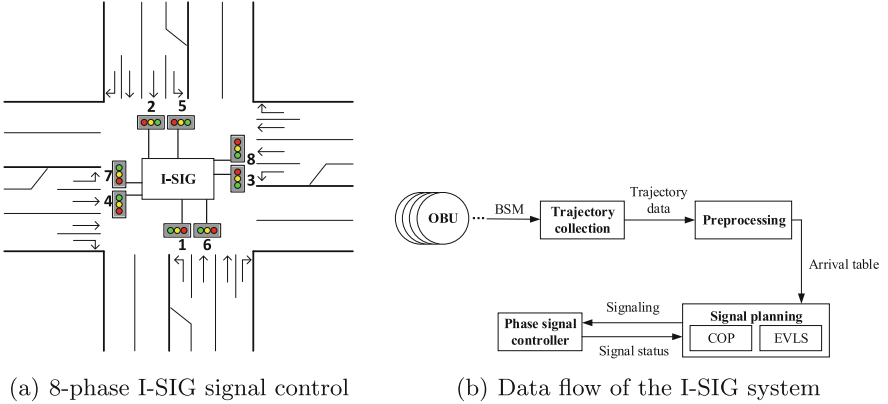 2 5
7
4
I-SIG
8
3
1 6
OBU
...
BSM
Trajectory
collection
Trajectory
data
Preprocessing
Arrival table
Signal planning
COP
EVLS
Signaling
Phase signal
controller
Signal status
(a) 8-phase I-SIG signal control
(b) Data flow of the I-SIG system